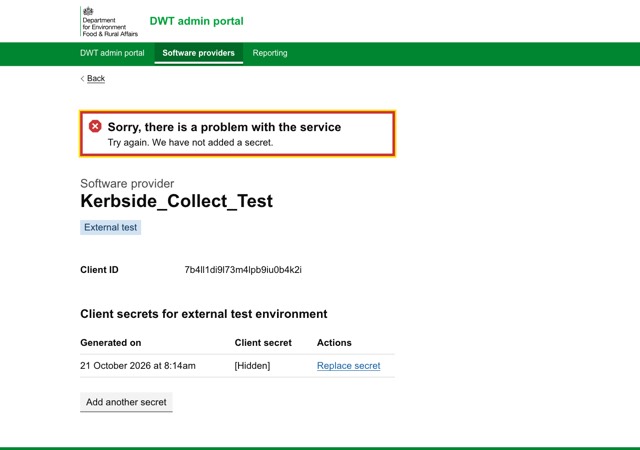 Department
for Environment
Food & Rural Affairs
DWT admin portal
DWT admin portal
Software providers
Reporting
Back
Sorry, there is a problem with the service
Try again. We have not added a secret.
Software provider
Kerbside_Collect_Test
External test
Client ID
7b4ll1di9l73m4lpb9iu0b4k2i
Client secrets for external test environment
Generated on
Client secret
Actions
21 October 2026 at 8:14am
[Hidden]
Replace secret
Add another secret